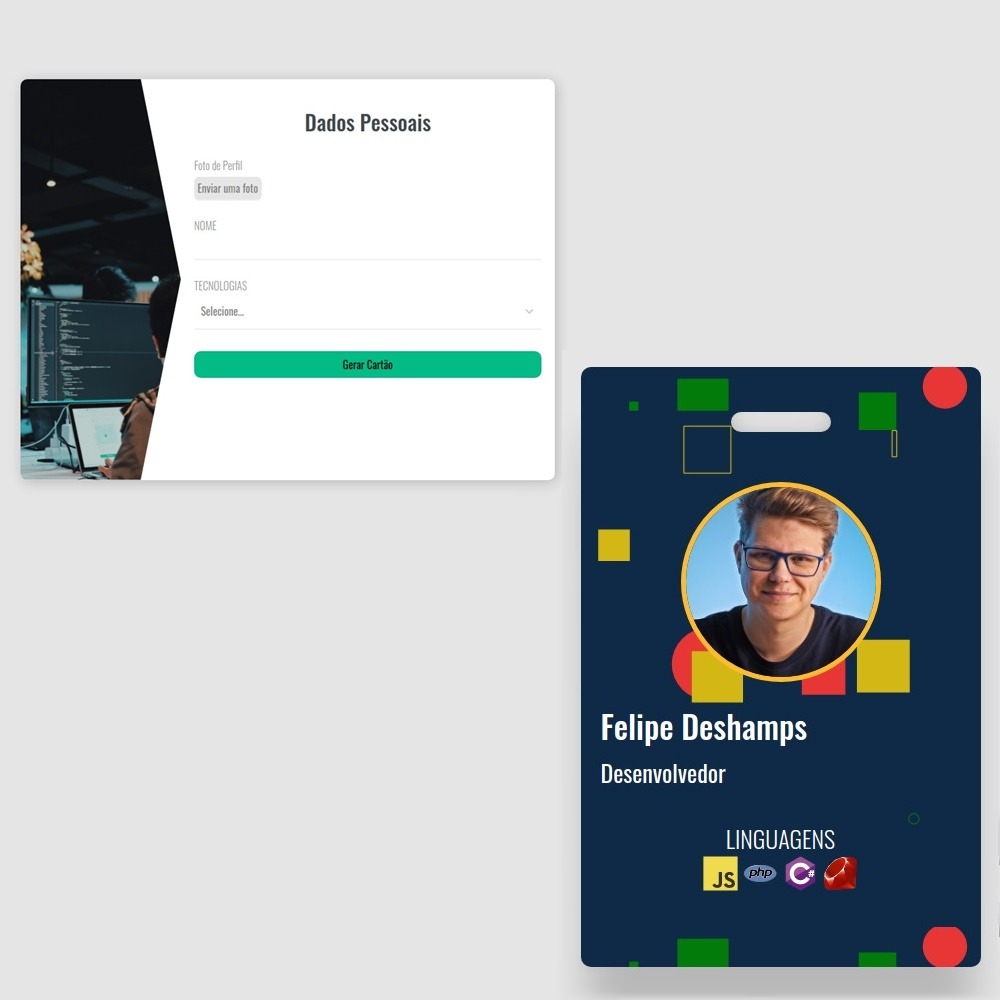 Dados Pessoais
Foto de Perfil
Enviar uma foto
NOME
TECNOLOGIAS
Selecione...
Gerar Cartão
Felipe Deshamps
Desenvolvedor
LINGUAGENS
JS php C#